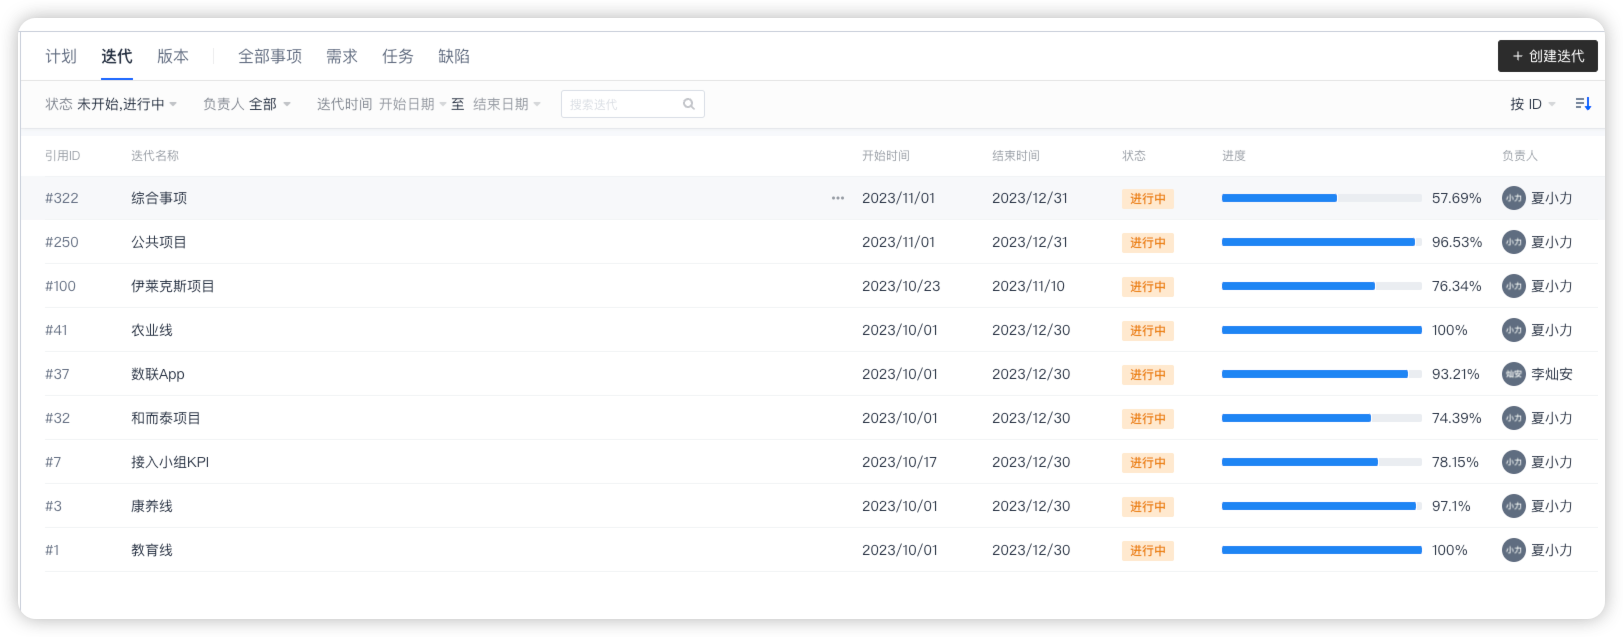 计划 迭代 版本 全部事项 需求 任务 缺陷 + 创建迭代
状态 未开始,进行中 负责人 全部 迭代时间 开始日期 至 结束日期 搜索迭代 按 ID
引用ID 迭代名称 开始时间 结束时间 状态 进度 负责人
#322 综合事项 ··· 2023/11/01 2023/12/31 进行中 57.69% 小力 夏小力
#250 公共项目 2023/11/01 2023/12/31 进行中 96.53% 小力 夏小力
#100 伊莱克斯项目 2023/10/23 2023/11/10 进行中 76.34% 小力 夏小力
#41 农业线 2023/10/01 2023/12/30 进行中 100% 小力 夏小力
#37 数联App 2023/10/01 2023/12/30 进行中 93.21% 灿安 李灿安
#32 和而泰项目 2023/10/01 2023/12/30 进行中 74.39% 小力 夏小力
#7 接入小组KPI 2023/10/17 2023/12/30 进行中 78.15% 小力 夏小力
#3 康养线 2023/10/01 2023/12/30 进行中 97.1% 小力 夏小力
#1 教育线 2023/10/01 2023/12/30 进行中 100% 小力 夏小力